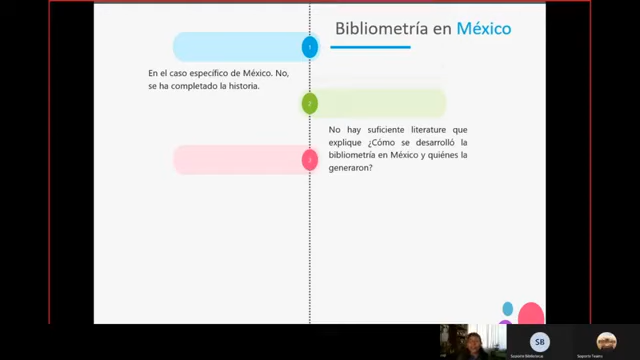 Bibliometría en México
1
En el caso específico de México. No,
se ha completado la historia.
2
No hay suficiente literature que
explique ¿Cómo se desarrolló la
bibliometría en México y quiénes la
generaron?
3
SB